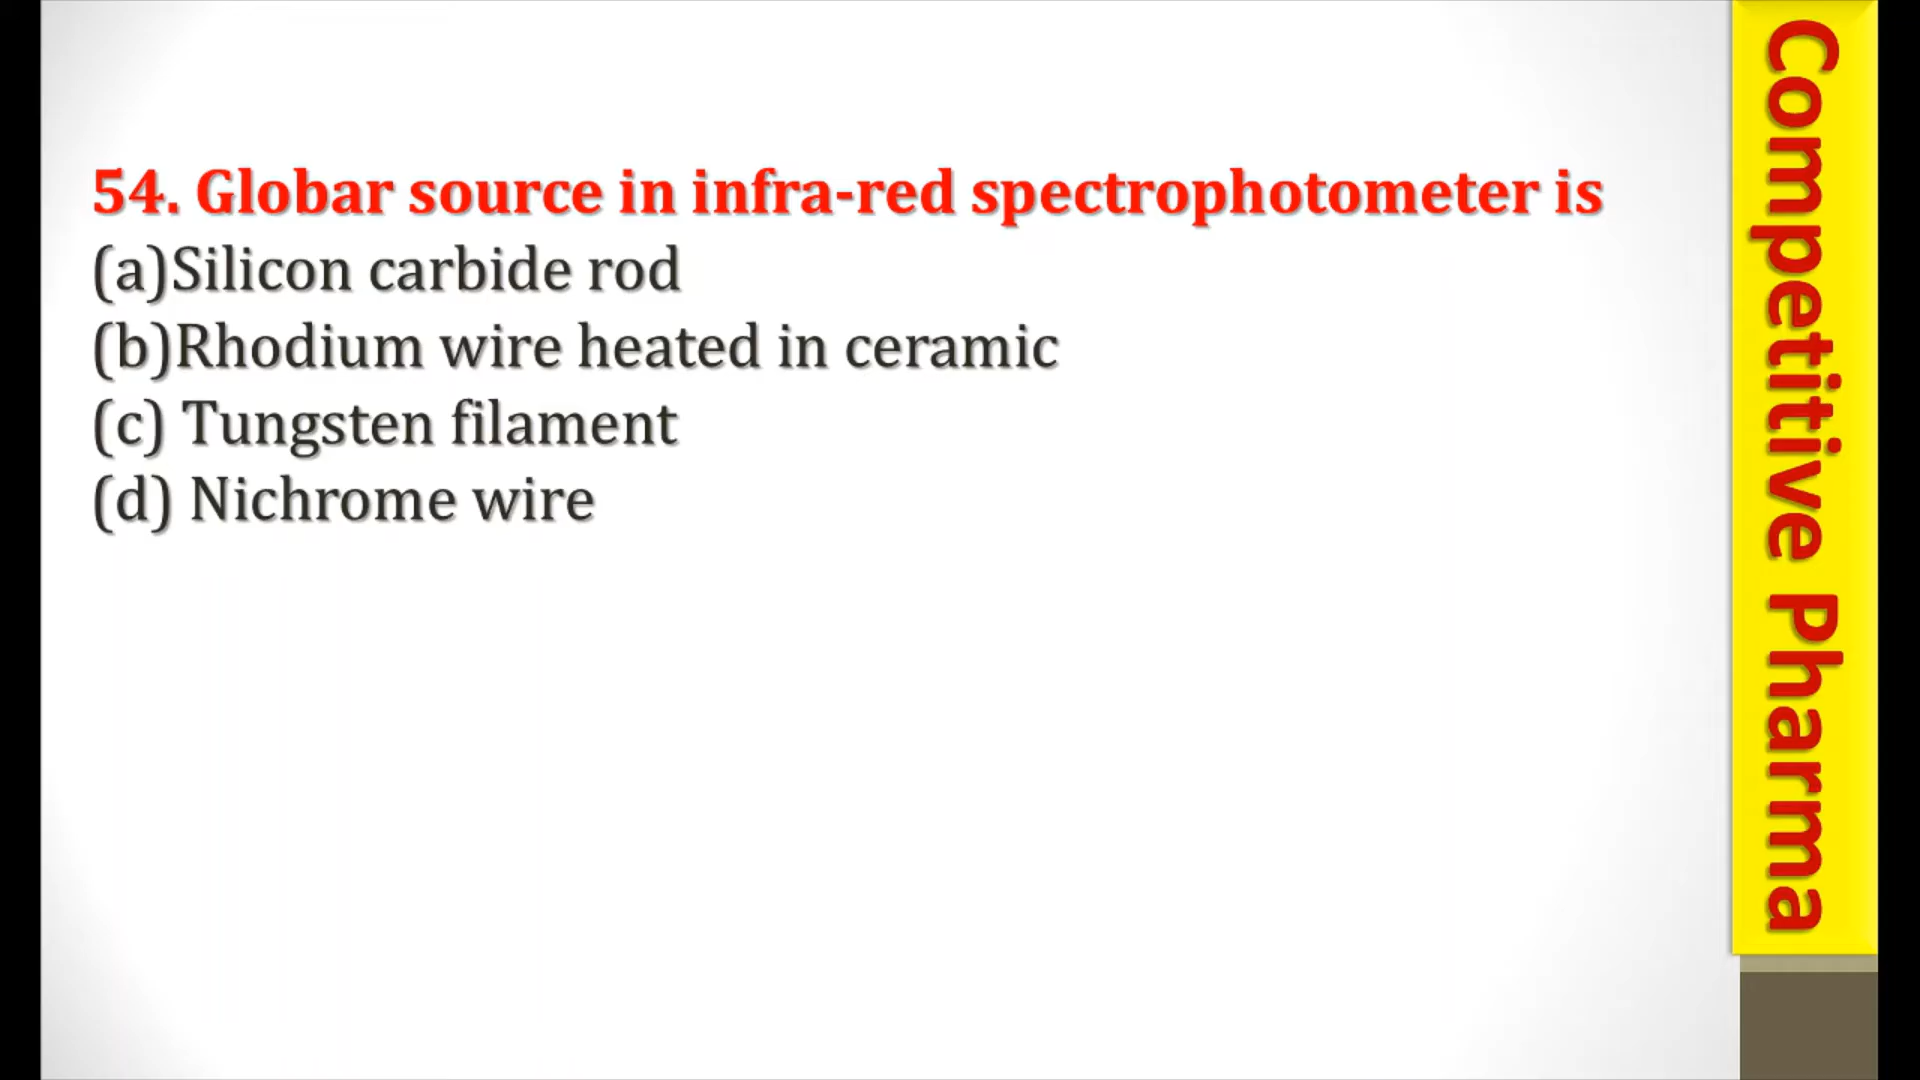 54. Globar source in infra-red spectrophotometer is
(a)Silicon carbide rod
(b)Rhodium wire heated in ceramic
(c) Tungsten filament
(d) Nichrome wire
Competitive Pharma